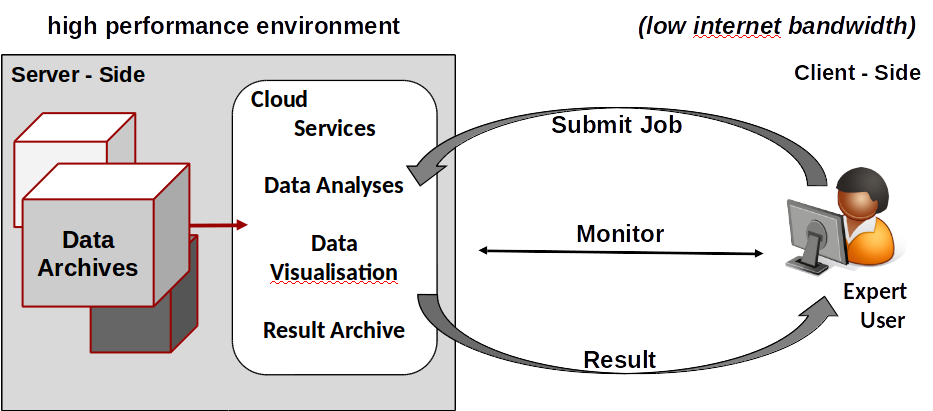 high performance environment
(low internet bandwidth)
Server - Side
Client - Side
Cloud
Services
Submit Job
Data Analyses
Data
Archives
Data
Visualisation
Monitor
Expert
User
Result Archive
Result